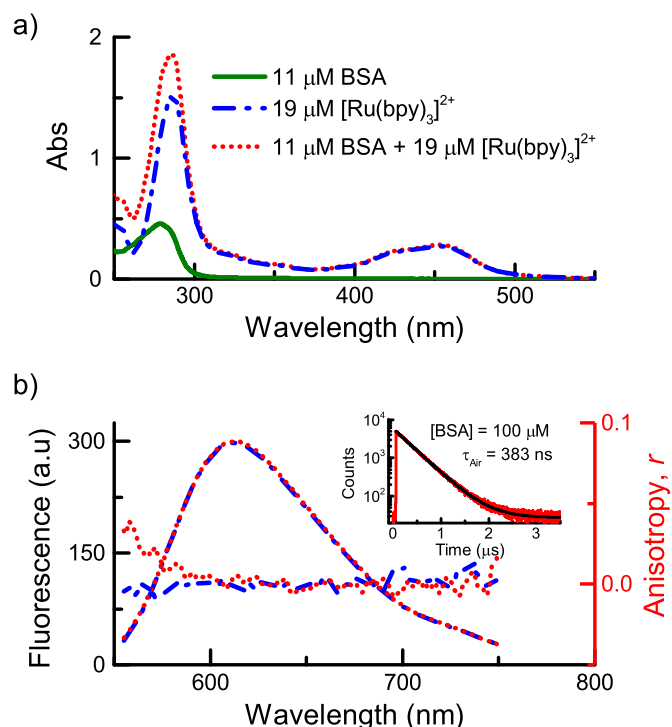 a)
2
1
0
Abs
11 μM BSA
19 μM [Ru(bpy)3]2+
11 μM BSA + 19 μM [Ru(bpy)3]2+
300 400 500
Wavelength (nm)
b)
300
150
0
Fluorescence (a.u)
10^4
10^3
10^2
Counts
[BSA] = 100 μM
τAir = 383 ns
0 1 2 3
Time (μs)
0.1
0.0
Anisotropy, r
600 700 800
Wavelength (nm)